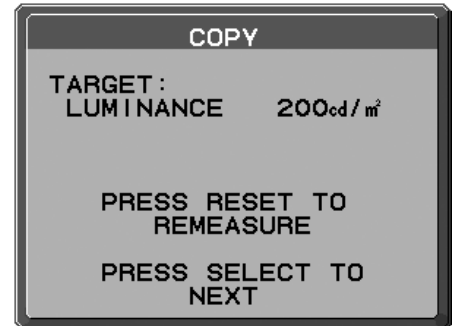 COPY
TARGET:
LUMINANCE 200cd/㎡
PRESS RESET TO
REMEASURE
PRESS SELECT TO
NEXT